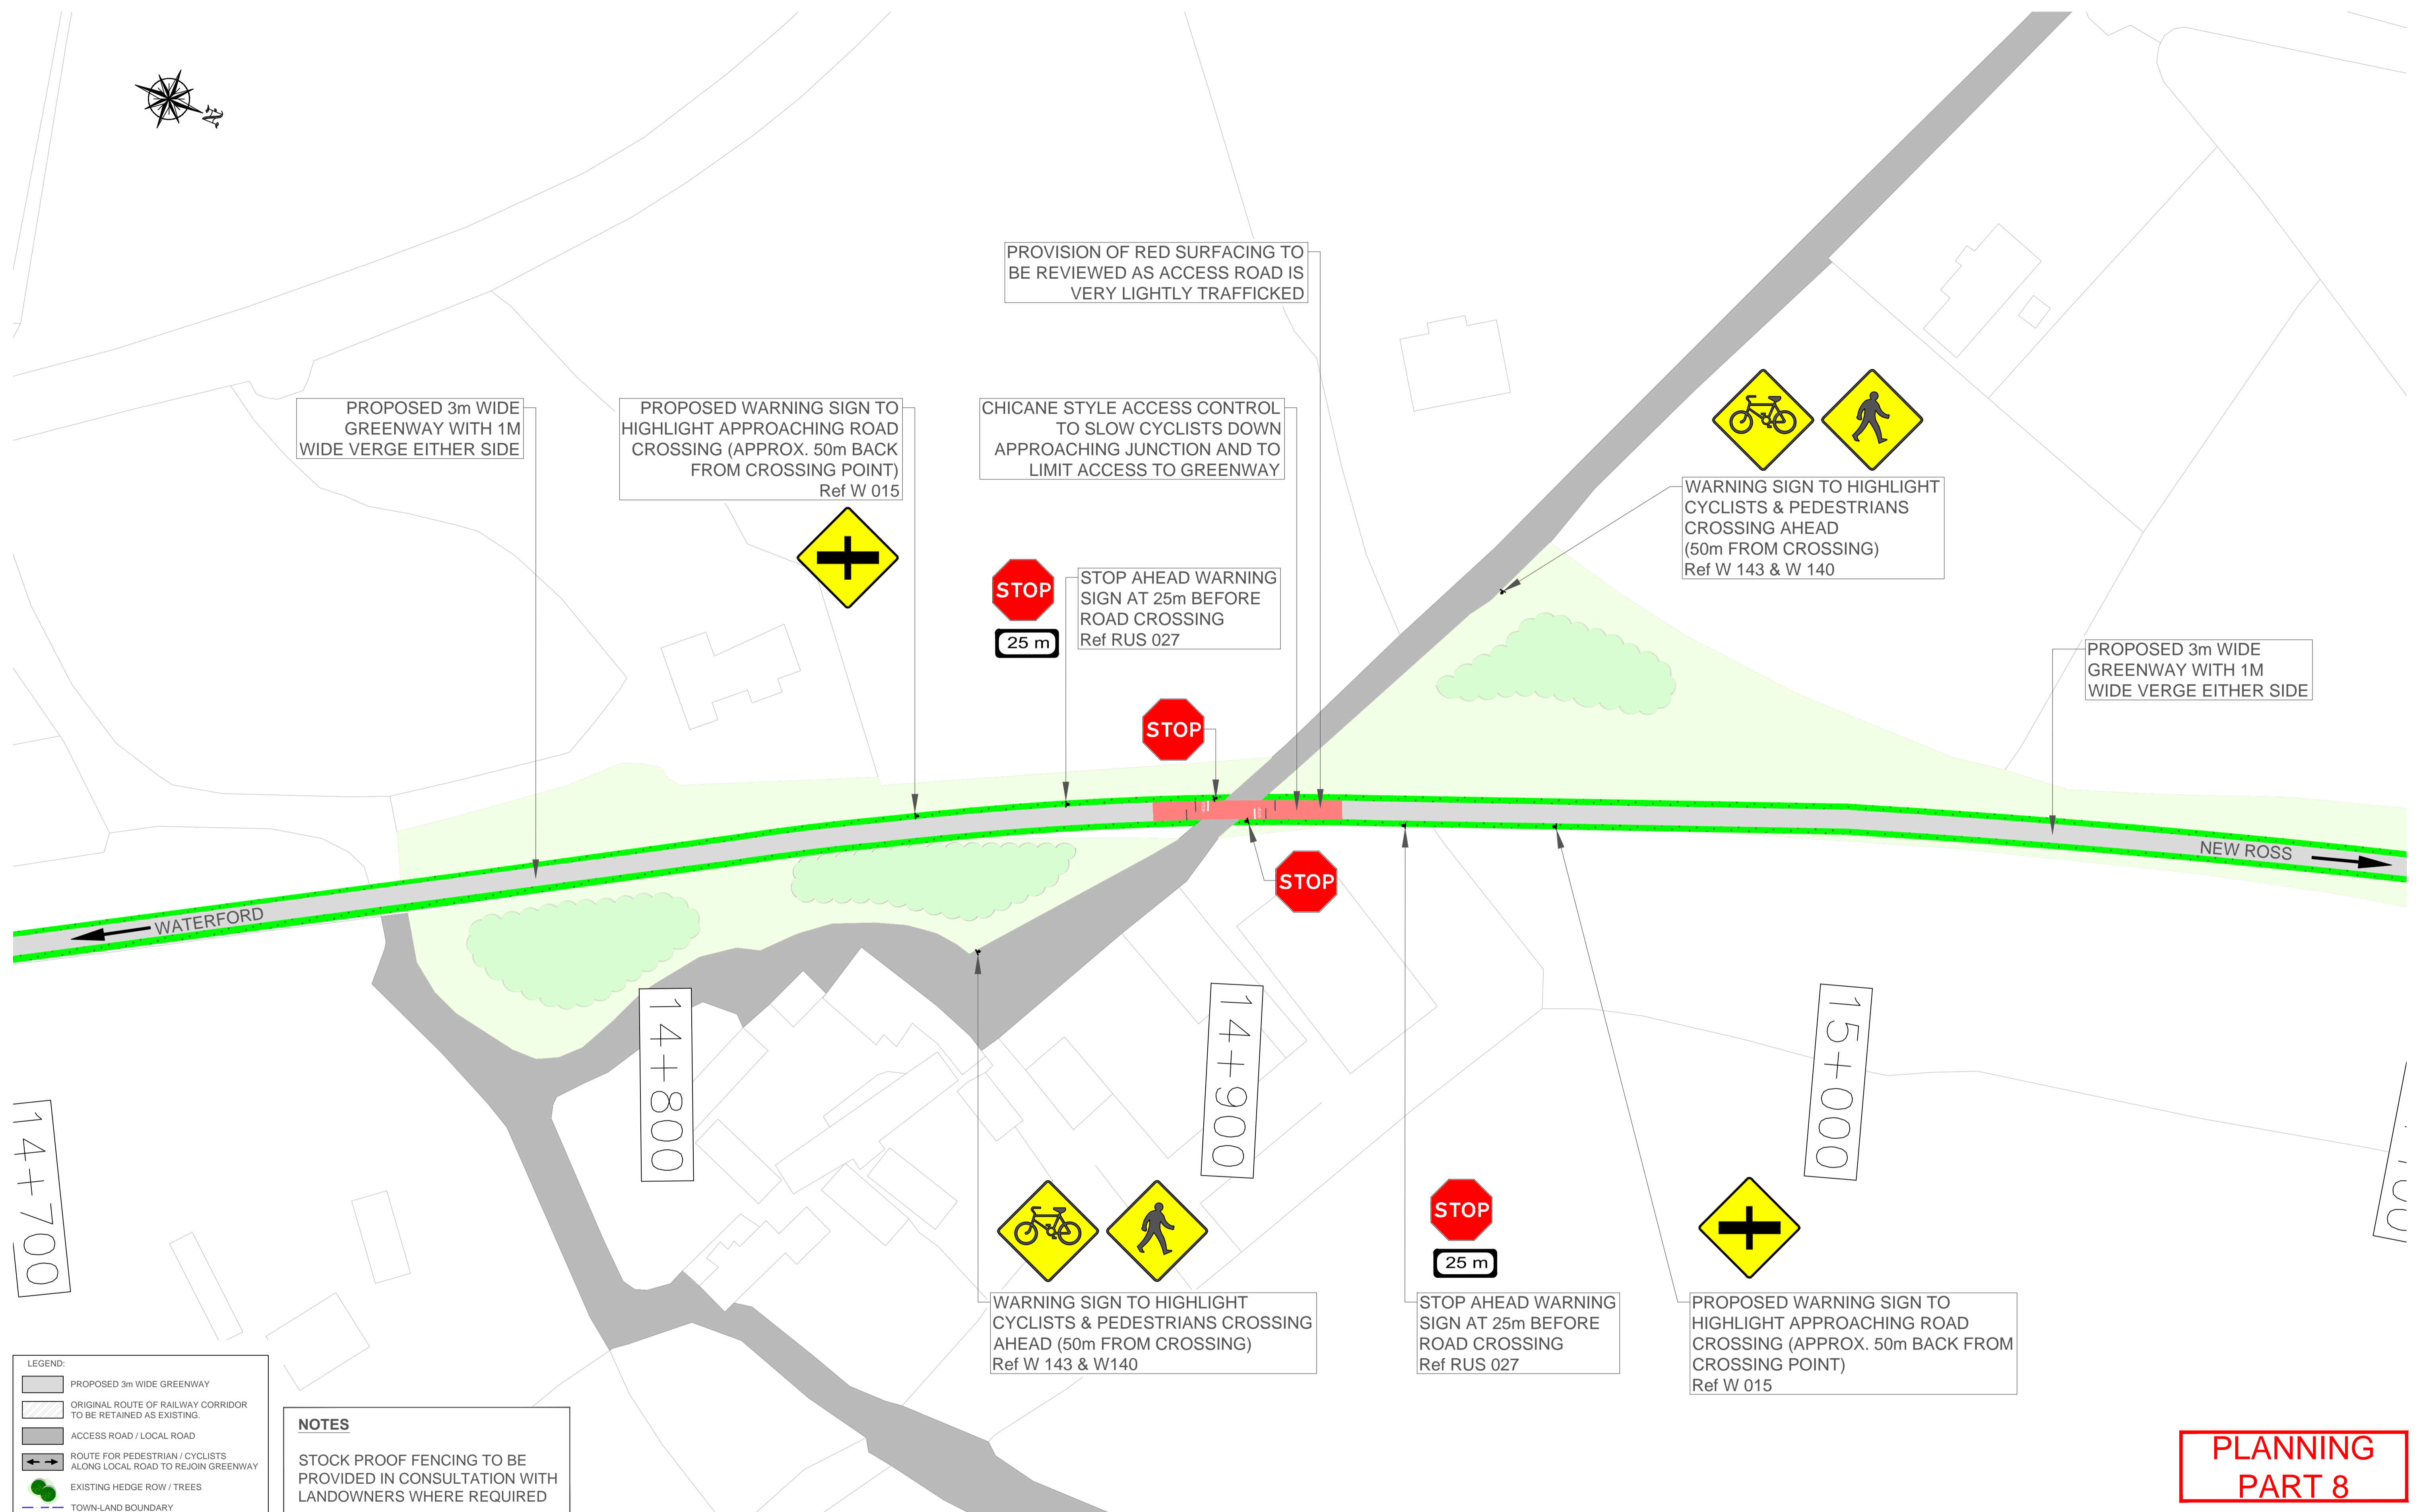 N
PROVISION OF RED SURFACING TO
BE REVIEWED AS ACCESS ROAD IS
VERY LIGHTLY TRAFFICKED
PROPOSED 3m WIDE
GREENWAY WITH 1M
WIDE VERGE EITHER SIDE
PROPOSED WARNING SIGN TO
HIGHLIGHT APPROACHING ROAD
CROSSING (APPROX. 50m BACK
FROM CROSSING POINT)
Ref W 015
CHICANE STYLE ACCESS CONTROL
TO SLOW CYCLISTS DOWN
APPROACHING JUNCTION AND TO
LIMIT ACCESS TO GREENWAY
WARNING SIGN TO HIGHLIGHT
CYCLISTS & PEDESTRIANS
CROSSING AHEAD
(50m FROM CROSSING)
Ref W 143 & W 140
STOP
25 m
STOP AHEAD WARNING
SIGN AT 25m BEFORE
ROAD CROSSING
Ref RUS 027
PROPOSED 3m WIDE
GREENWAY WITH 1M
WIDE VERGE EITHER SIDE
STOP
STOP
NEW ROSS
WATERFORD
14+700
14+800
14+900
15+000
WARNING SIGN TO HIGHLIGHT
CYCLISTS & PEDESTRIANS CROSSING
AHEAD (50m FROM CROSSING)
Ref W 143 & W140
STOP
25 m
STOP AHEAD WARNING
SIGN AT 25m BEFORE
ROAD CROSSING
Ref RUS 027
PROPOSED WARNING SIGN TO
HIGHLIGHT APPROACHING ROAD
CROSSING (APPROX. 50m BACK FROM
CROSSING POINT)
Ref W 015
LEGEND:
PROPOSED 3m WIDE GREENWAY
ORIGINAL ROUTE OF RAILWAY CORRIDOR
TO BE RETAINED AS EXISTING.
ACCESS ROAD / LOCAL ROAD
ROUTE FOR PEDESTRIAN / CYCLISTS
ALONG LOCAL ROAD TO REJOIN GREENWAY
EXISTING HEDGE ROW / TREES
TOWN-LAND BOUNDARY
NOTES
STOCK PROOF FENCING TO BE
PROVIDED IN CONSULTATION WITH
LANDOWNERS WHERE REQUIRED
PLANNING
PART 8